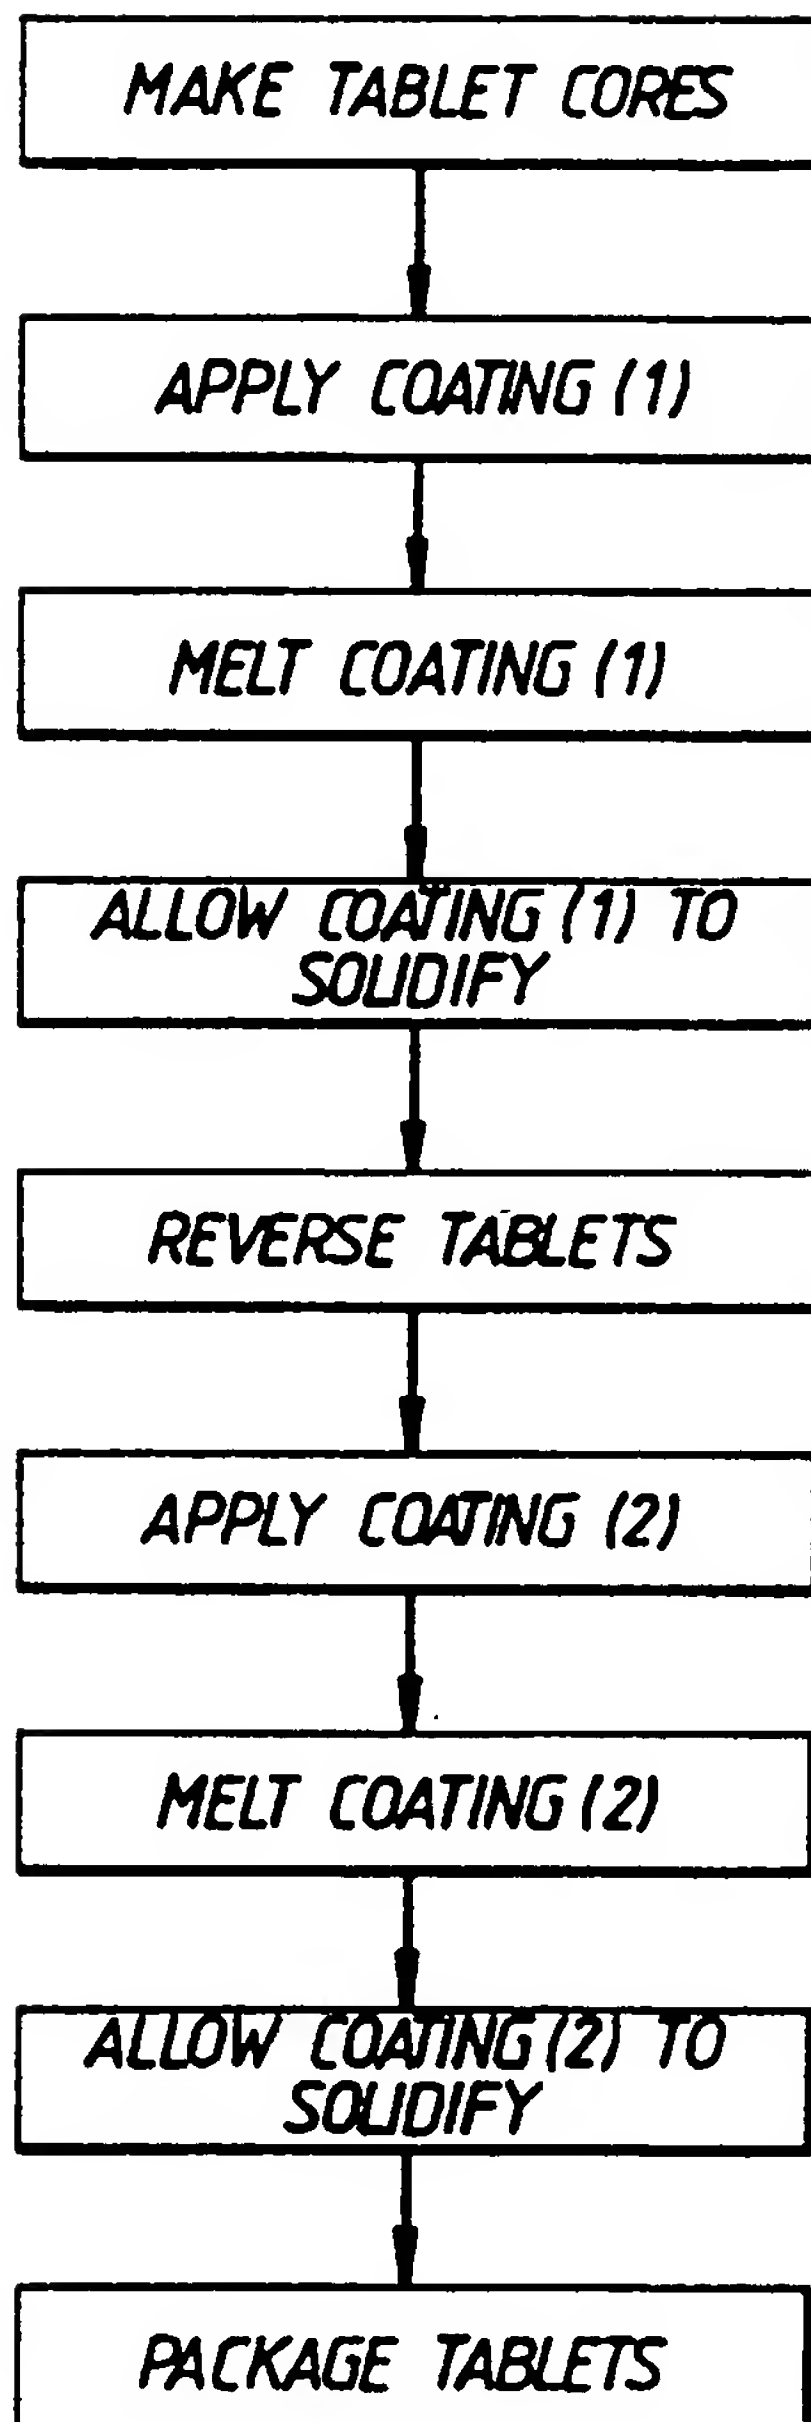 MAKE TABLET CORES
APPLY COATING (1)
MELT COATING (1)
ALLOW COATING (1) TO
SOLIDIFY
REVERSE TABLETS
APPLY COATING (2)
MELT COATING (2)
ALLOW COATING (2) TO
SOLIDIFY
PACKAGE TABLETS